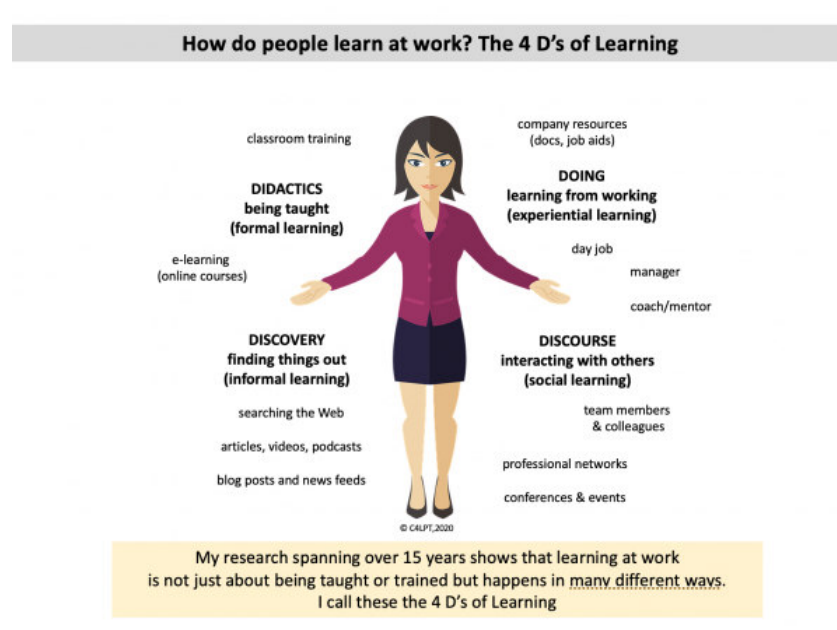 How do people learn at work? The 4 D's of Learning
classroom training
DIDACTICS
being taught
(formal learning)
e-learning
(online courses)
company resources
(docs, job aids)
DOING
learning from working
(experiential learning)
day job
manager
coach/mentor
DISCOVERY
finding things out
(informal learning)
searching the Web
articles, videos, podcasts
blog posts and news feeds
DISCOURSE
interacting with others
(social learning)
team members
& colleagues
professional networks
conferences & events
© C4LPT,2020
My research spanning over 15 years shows that learning at work
is not just about being taught or trained but happens in many different ways.
I call these the 4 D's of Learning